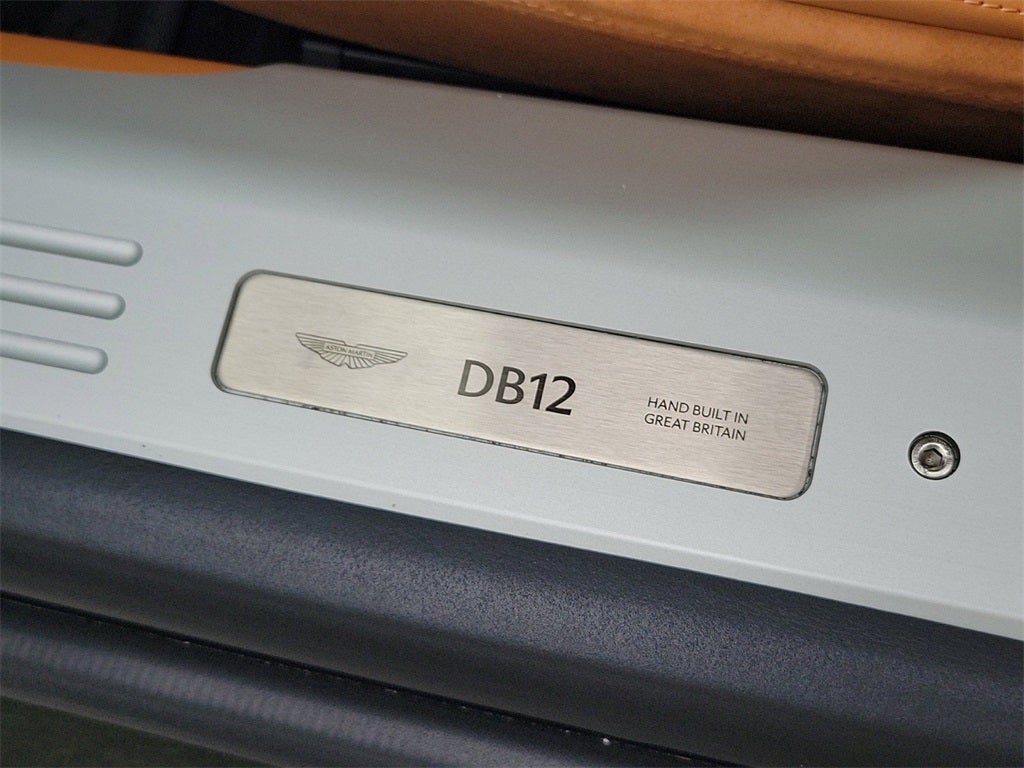 ASTON MARTIN
DB12
HAND BUILT IN
GREAT BRITAIN